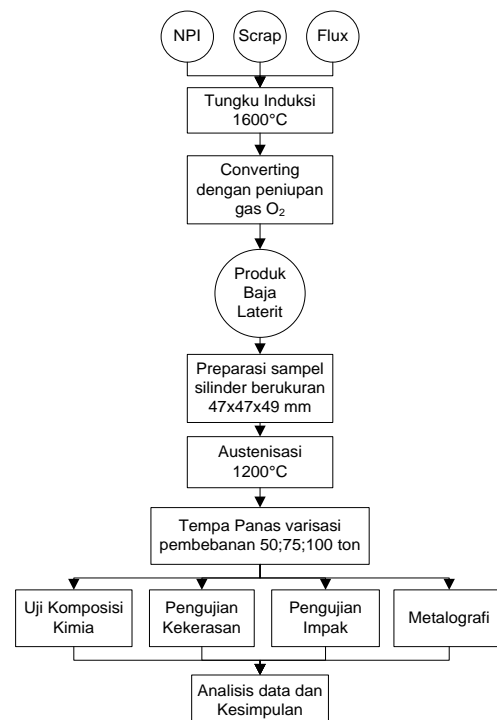 NPI
Scrap
Flux
Tungku Induksi
1600°C
Converting
dengan peniupan
gas O₂
Produk
Baja
Laterit
Preparasi sampel
silinder berukuran
47x47x49 mm
Austenisasi
1200°C
Tempa Panas varisasi
pembebanan 50;75;100 ton
Uji Komposisi
Kimia
Pengujian
Kekerasan
Pengujian
Impak
Metalografi
Analisis data dan
Kesimpulan